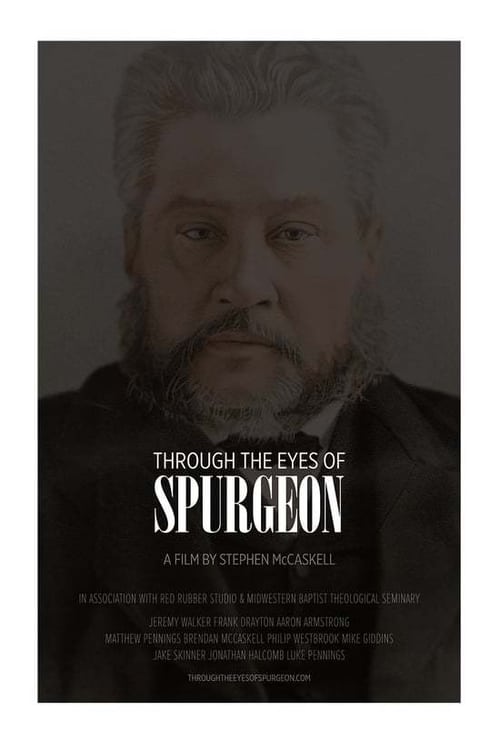 THROUGH THE EYES OF
SPURGEON
A FILM BY STEPHEN McCASKELL
IN ASSOCIATION WITH RED RUBBER STUDIO & MIDWESTERN BAPTIST THEOLOGICAL SEMINARY
JEREMY WALKER FRANK DRAYTON AARON ARMSTRONG
MATTHEW PENNINGS BRENDAN MCCASKELL PHILIP WESTBROOK MIKE GIDDINS
JAKE SKINNER JONATHAN HALCOMB LUKE PENNINGS
THROUGHTHEEYESOFSPURGEON.COM